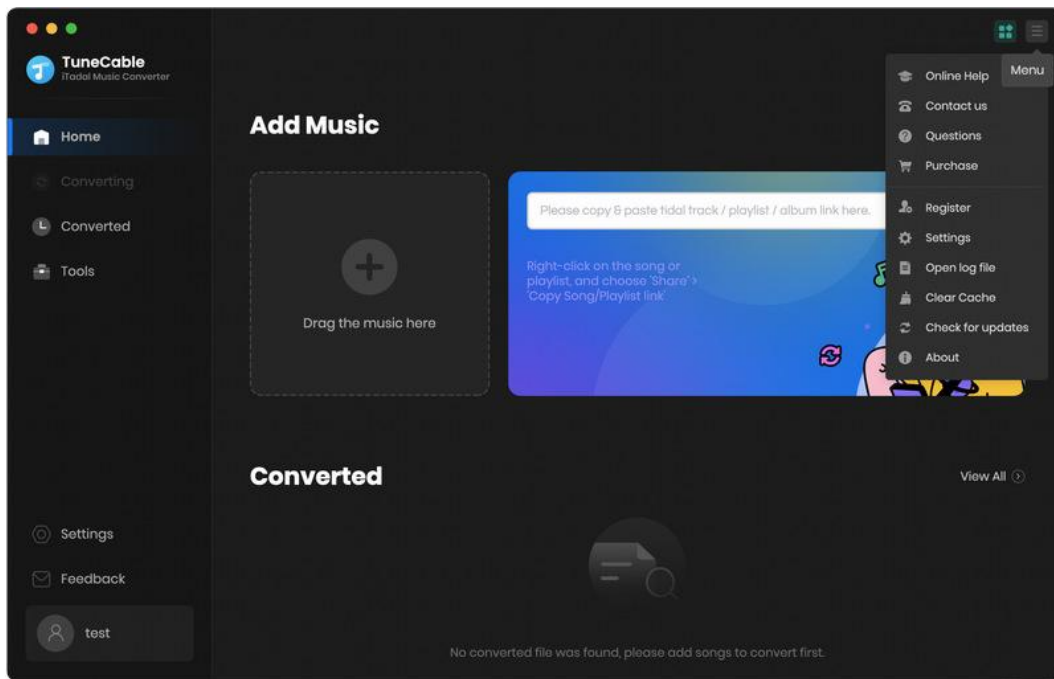 TuneCable
iTadal Music Converter
Home
Converting
Converted
Tools
Settings
Feedback
test
Add Music
Drag the music here
Please copy & paste tidal track / playlist / album link here.
Right-click on the song or
playlist, and choose 'Share' >
'Copy Song/Playlist link'
Menu
Online Help
Contact us
Questions
Purchase
Register
Settings
Open log file
Clear Cache
Check for updates
About
Converted
View All
No converted file was found, please add songs to convert first.